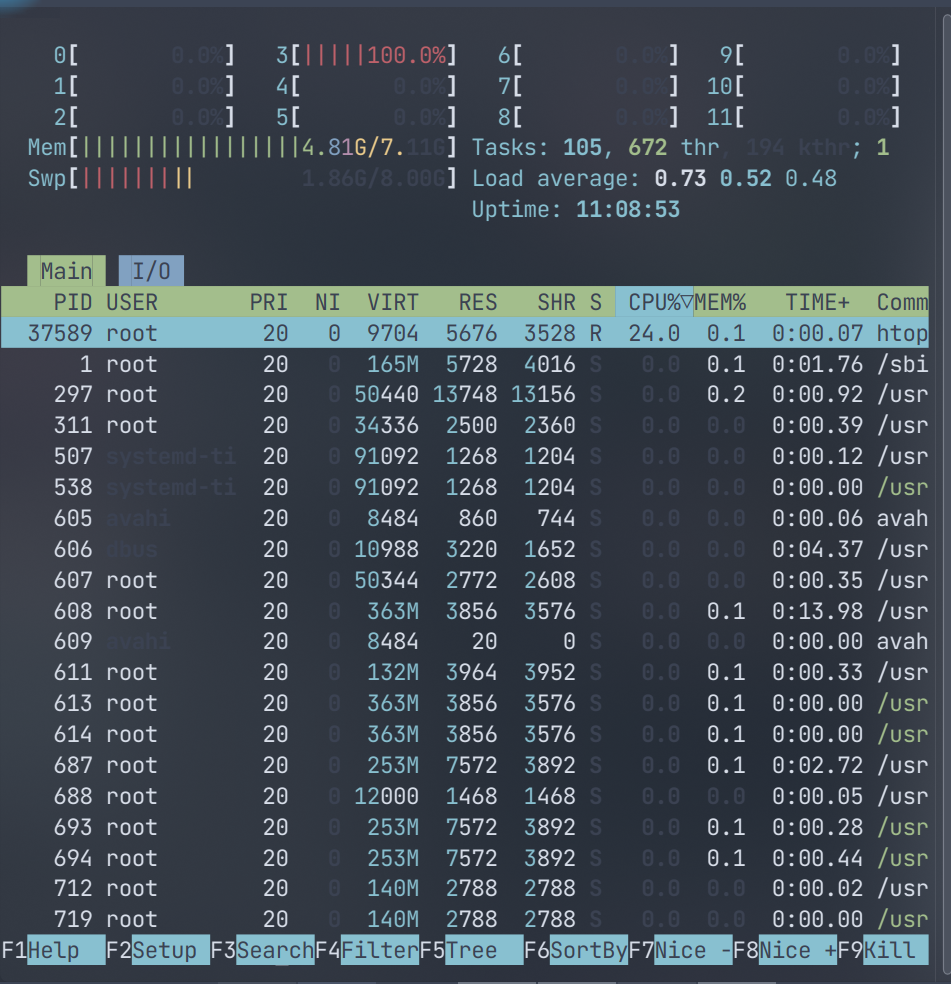 0[ 0.0%] 3[|||||100.0%] 6[ 0.0%] 9[ 0.0%]
1[ 0.0%] 4[ 0.0%] 7[ 0.0%] 10[ 0.0%]
2[ 0.0%] 5[ 0.0%] 8[ 0.0%] 11[ 0.0%]
Mem[|||||||||||||||||4.81G/7.11G] Tasks: 105, 672 thr, 194 kthr; 1
Swp[||||||||| 1.86G/8.00G] Load average: 0.73 0.52 0.48
Uptime: 11:08:53
Main I/O
PID USER PRI NI VIRT RES SHR S CPU%▽MEM% TIME+ Comm
37589 root 20 0 9704 5676 3528 R 24.0 0.1 0:00.07 htop
1 root 20 0 165M 5728 4016 S 0.0 0.1 0:01.76 /sbi
297 root 20 0 50440 13748 13156 S 0.0 0.2 0:00.92 /usr
311 root 20 0 34336 2500 2360 S 0.0 0.0 0:00.39 /usr
507 systemd-ti 20 0 91092 1268 1204 S 0.0 0.0 0:00.12 /usr
538 systemd-ti 20 0 91092 1268 1204 S 0.0 0.0 0:00.00 /usr
605 avahi 20 0 8484 860 744 S 0.0 0.0 0:00.06 avah
606 dbus 20 0 10988 3220 1652 S 0.0 0.0 0:04.37 /usr
607 root 20 0 50344 2772 2608 S 0.0 0.0 0:00.35 /usr
608 root 20 0 363M 3856 3576 S 0.0 0.1 0:13.98 /usr
609 avahi 20 0 8484 20 0 S 0.0 0.0 0:00.00 avah
611 root 20 0 132M 3964 3952 S 0.0 0.1 0:00.33 /usr
613 root 20 0 363M 3856 3576 S 0.0 0.1 0:00.00 /usr
614 root 20 0 363M 3856 3576 S 0.0 0.1 0:00.00 /usr
687 root 20 0 253M 7572 3892 S 0.0 0.1 0:02.72 /usr
688 root 20 0 12000 1468 1468 S 0.0 0.0 0:00.05 /usr
693 root 20 0 253M 7572 3892 S 0.0 0.1 0:00.28 /usr
694 root 20 0 253M 7572 3892 S 0.0 0.1 0:00.44 /usr
712 root 20 0 140M 2788 2788 S 0.0 0.0 0:00.02 /usr
719 root 20 0 140M 2788 2788 S 0.0 0.0 0:00.00 /usr
F1Help F2Setup F3SearchF4FilterF5Tree F6SortByF7Nice -F8Nice +F9Kill